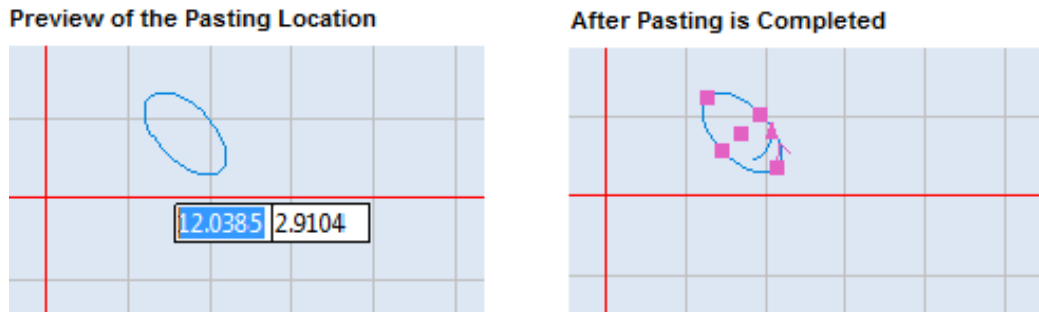 Preview of the Pasting Location
After Pasting is Completed
12.0385 2.9104